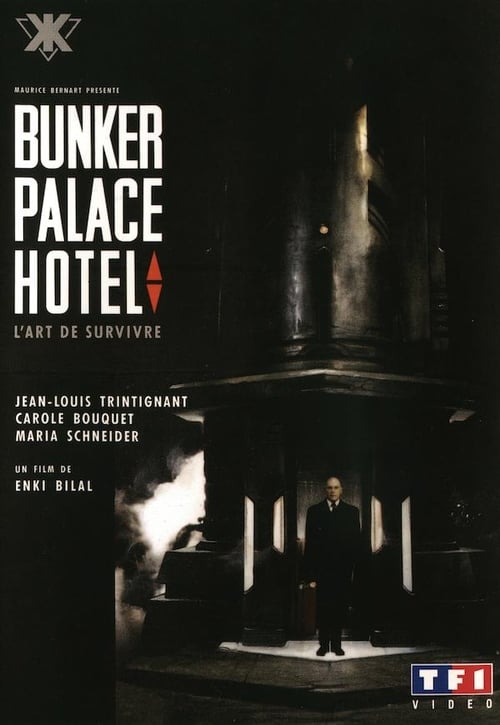 MAURICE BERNART PRESENTE
BUNKER
PALACE
HOTEL
L'ART DE SURVIVRE
JEAN-LOUIS TRINTIGNANT
CAROLE BOUQUET
MARIA SCHNEIDER
UN FILM DE
ENKI BILAL
TF1
VIDEO